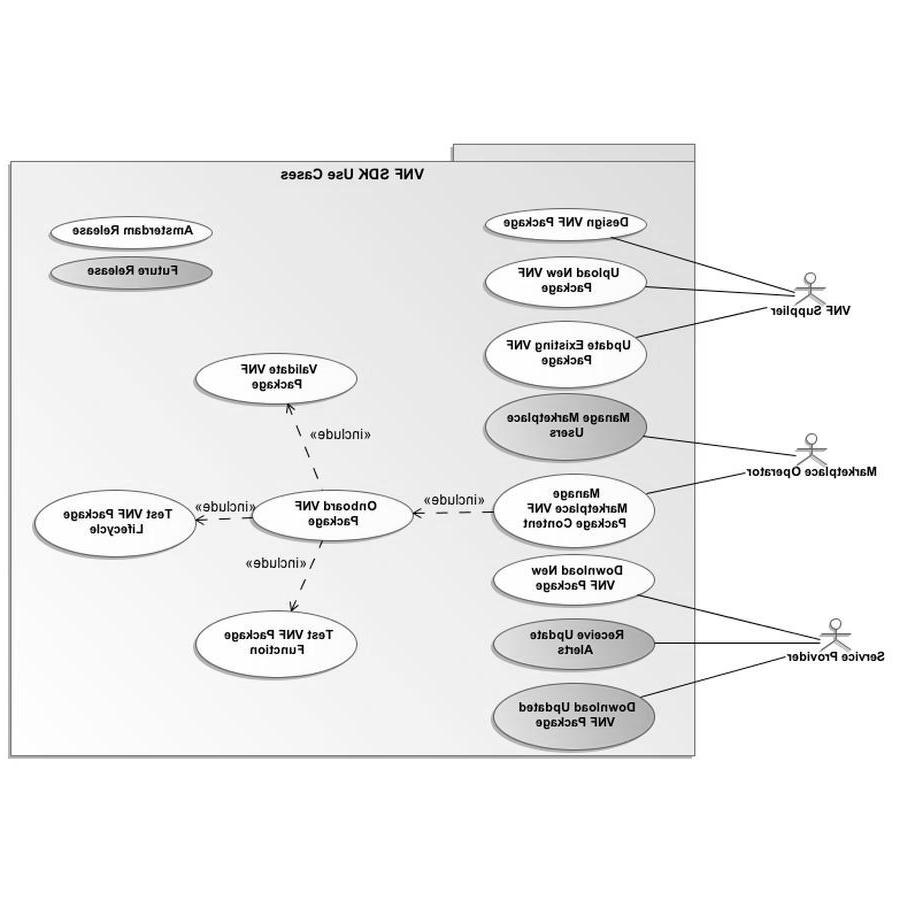 VNF SDK Use Cases
Amsterdam Release
Future Release
Design VNF Package
Upload New VNF
Package
VNF Supplier
Update Existing VNF
Package
Validate VNF
Package
Manage Marketplace
Users
«include»
Marketplace Operator
Manage
Marketplace VNF
Package Content
«include»
Onboard VNF
Package
«include»
Test VNF Package
Lifecycle
«include»
Download New
VNF Package
Test VNF Package
Function
Receive Update
Alerts
Service Provider
Download Updated
VNF Package